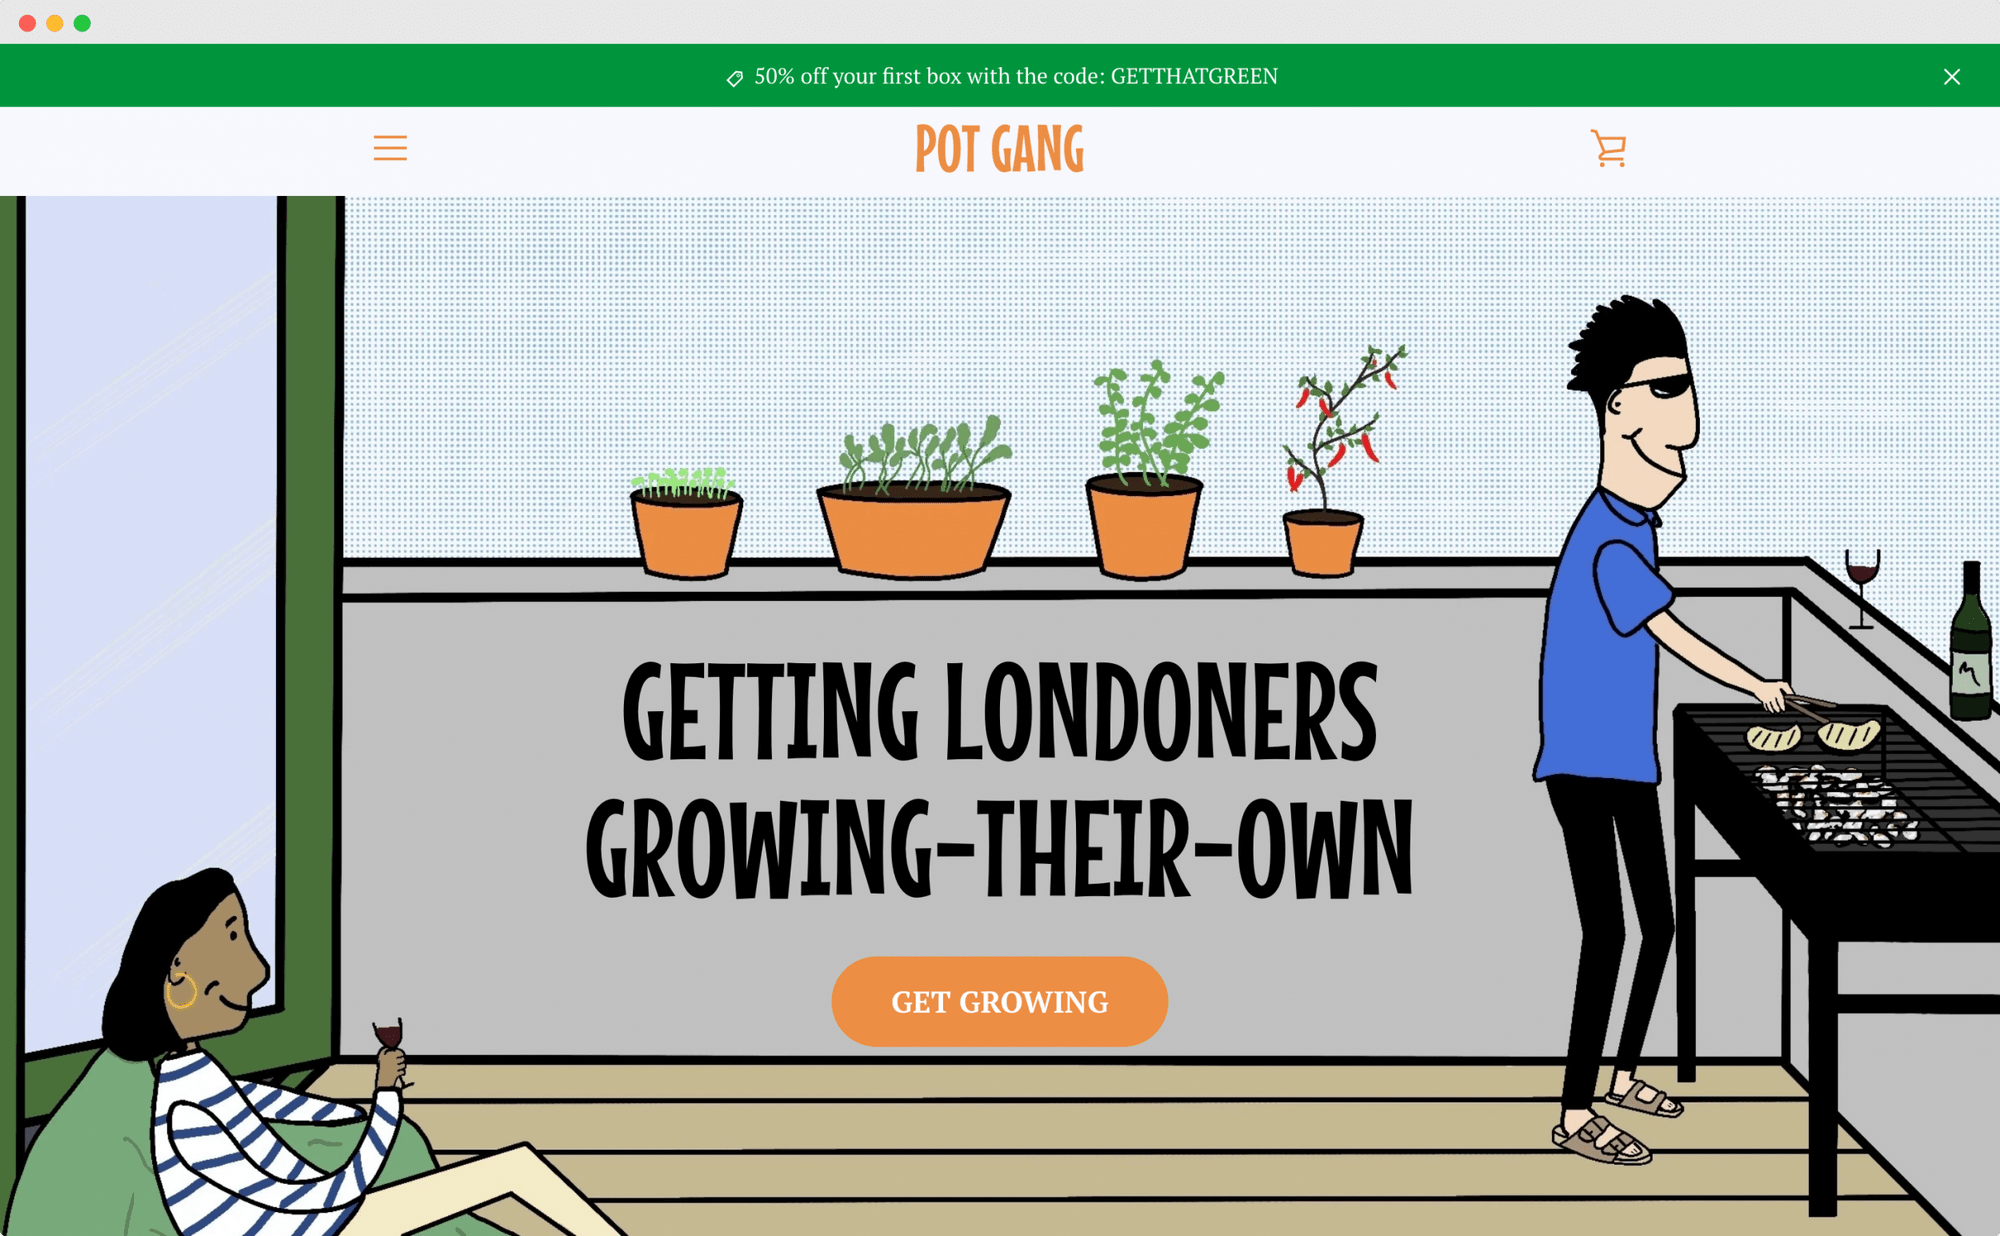 50% off your first box with the code: GETTHATGREEN
POT GANG
GETTING LONDONERS
GROWING-THEIR-OWN
GET GROWING